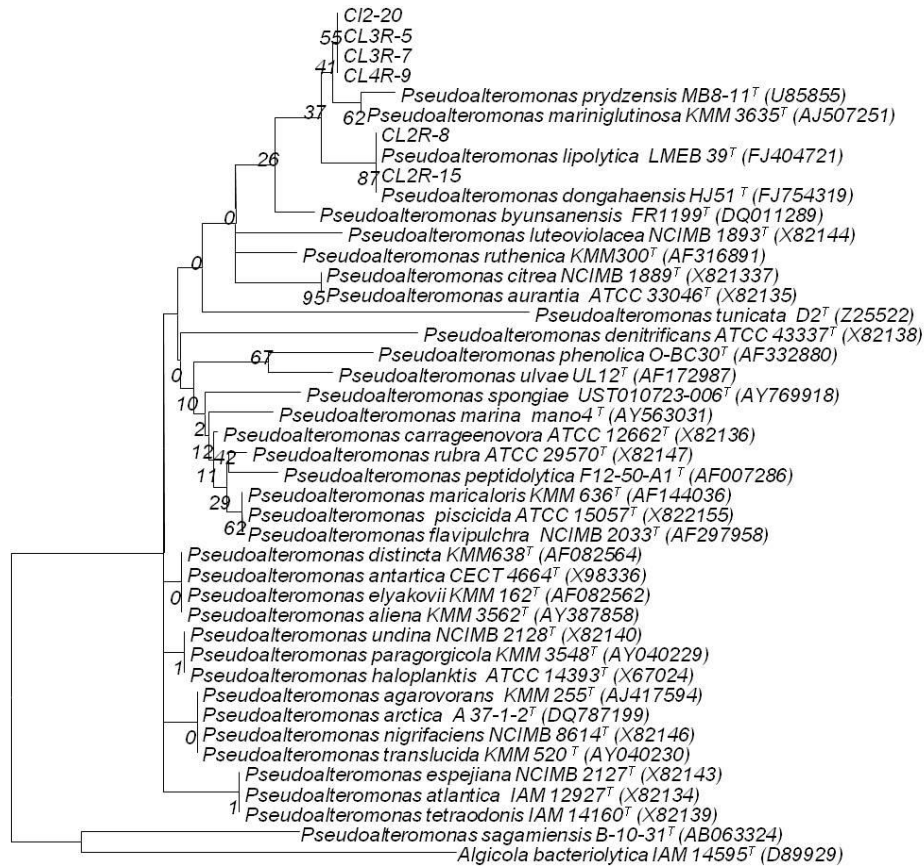 Cl2-20
55
CL3R-5
CL3R-7
41
CL4R-9
Pseudoalteromonas prydzensis MB8-11ᵀ (U85855)
37
62
Pseudoalteromonas mariniglutinosa KMM 3635ᵀ (AJ507251)
CL2R-8
26
Pseudoalteromonas lipolytica LMEB 39ᵀ (FJ404721)
87
CL2R-15
Pseudoalteromonas dongahaensis HJ51 ᵀ (FJ754319)
0
Pseudoalteromonas byunsanensis FR1199ᵀ (DQ011289)
Pseudoalteromonas luteoviolacea NCIMB 1893ᵀ (X82144)
Pseudoalteromonas ruthenica KMM300ᵀ (AF316891)
0
Pseudoalteromonas citrea NCIMB 1889ᵀ (X821337)
95
Pseudoalteromonas aurantia ATCC 33046ᵀ (X82135)
Pseudoalteromonas tunicata D2ᵀ (Z25522)
Pseudoalteromonas denitrificans ATCC 43337ᵀ (X82138)
67
Pseudoalteromonas phenolica O-BC30ᵀ (AF332880)
0
Pseudoalteromonas ulvae UL12ᵀ (AF172987)
10
Pseudoalteromonas spongiae UST010723-006ᵀ (AY769918)
Pseudoalteromonas marina mano4 ᵀ (AY563031)
2
Pseudoalteromonas carrageenovora ATCC 12662ᵀ (X82136)
12
42
Pseudoalteromonas rubra ATCC 29570ᵀ (X82147)
11
Pseudoalteromonas peptidolytica F12-50-A1 ᵀ (AF007286)
29
Pseudoalteromonas maricaloris KMM 636ᵀ (AF144036)
Pseudoalteromonas piscicida ATCC 15057ᵀ (X822155)
62
Pseudoalteromonas flavipulchra NCIMB 2033ᵀ (AF297958)
Pseudoalteromonas distincta KMM638ᵀ (AF082564)
Pseudoalteromonas antartica CECT 4664ᵀ (X98336)
0
Pseudoalteromonas elyakovii KMM 162ᵀ (AF082562)
Pseudoalteromonas aliena KMM 3562ᵀ (AY387858)
Pseudoalteromonas undina NCIMB 2128ᵀ (X82140)
Pseudoalteromonas paragorgicola KMM 3548ᵀ (AY040229)
1
Pseudoalteromonas haloplanktis ATCC 14393ᵀ (X67024)
Pseudoalteromonas agarovorans KMM 255ᵀ (AJ417594)
Pseudoalteromonas arctica A 37-1-2ᵀ (DQ787199)
0
Pseudoalteromonas nigrifaciens NCIMB 8614ᵀ (X82146)
Pseudoalteromonas translucida KMM 520 ᵀ (AY040230)
Pseudoalteromonas espejiana NCIMB 2127ᵀ (X82143)
Pseudoalteromonas atlantica IAM 12927ᵀ (X82134)
1
Pseudoalteromonas tetraodonis IAM 14160ᵀ (X82139)
Pseudoalteromonas sagamiensis B-10-31ᵀ (AB063324)
Algicola bacteriolytica IAM 14595ᵀ (D89929)